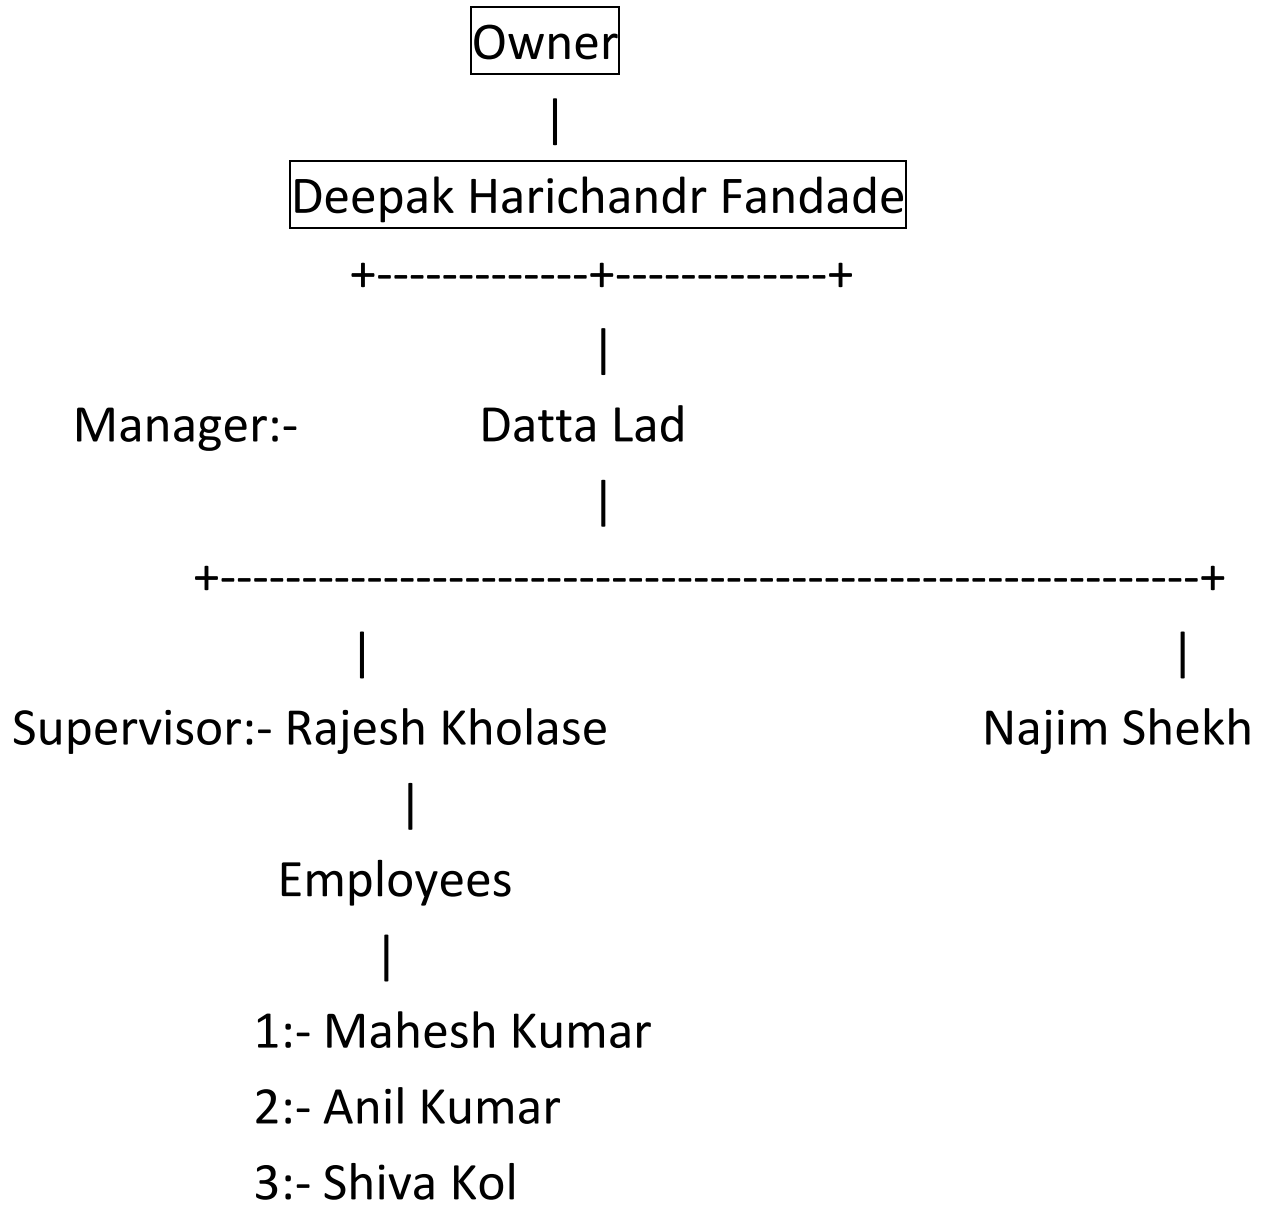 Owner
|
Deepak Harichandr Fandade
+-------------+-------------+
|
Manager:- Datta Lad
|
+------------------------------------------------------------+
| |
Supervisor:- Rajesh Kholase Najim Shekh
|
Employees
|
1:- Mahesh Kumar
2:- Anil Kumar
3:- Shiva Kol